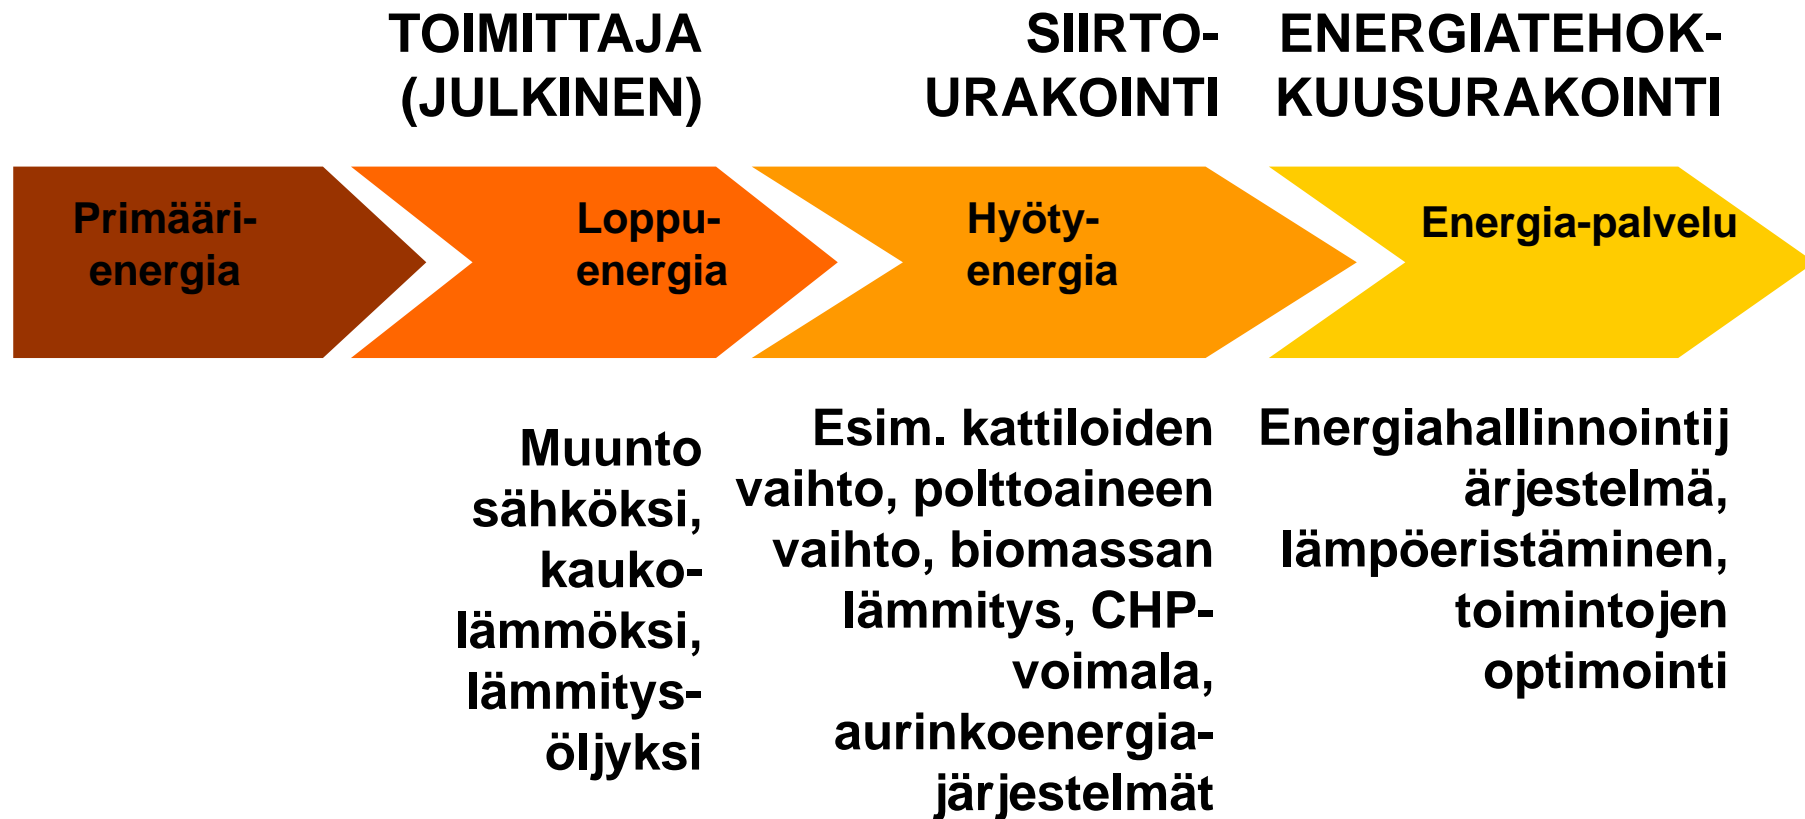 TOIMITTAJA
(JULKINEN)
SIIRTO-
URAKOINTI
ENERGIATEHOK-
KUUSURAKOINTI
Primääri-
energia
Loppu-
energia
Hyöty-
energia
Energia-palvelu
Muunto
sähköksi,
kauko-
lämmöksi,
lämmitys-
öljyksi
Esim. kattiloiden
vaihto, polttoaineen
vaihto, biomassan
lämmitys, CHP-
voimala,
aurinkoenergia-
järjestelmät
Energiahallinnointij
ärjestelmä,
lämpöeristäminen,
toimintojen
optimointi